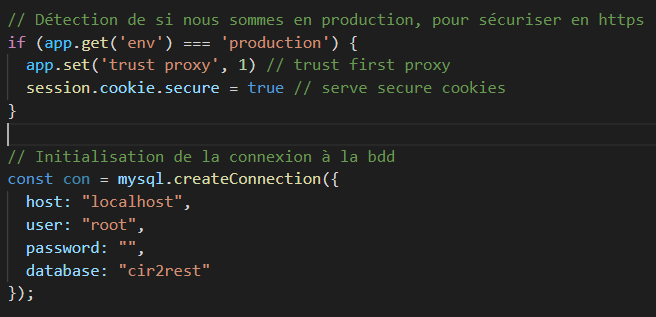 // Détection de si nous sommes en production, pour sécuriser en https
if (app.get('env') === 'production') {
  app.set('trust proxy', 1) // trust first proxy
  session.cookie.secure = true // serve secure cookies
}

// Initialisation de la connexion à la bdd
const con = mysql.createConnection({
  host: "localhost",
  user: "root",
  password: "",
  database: "cir2rest"
});